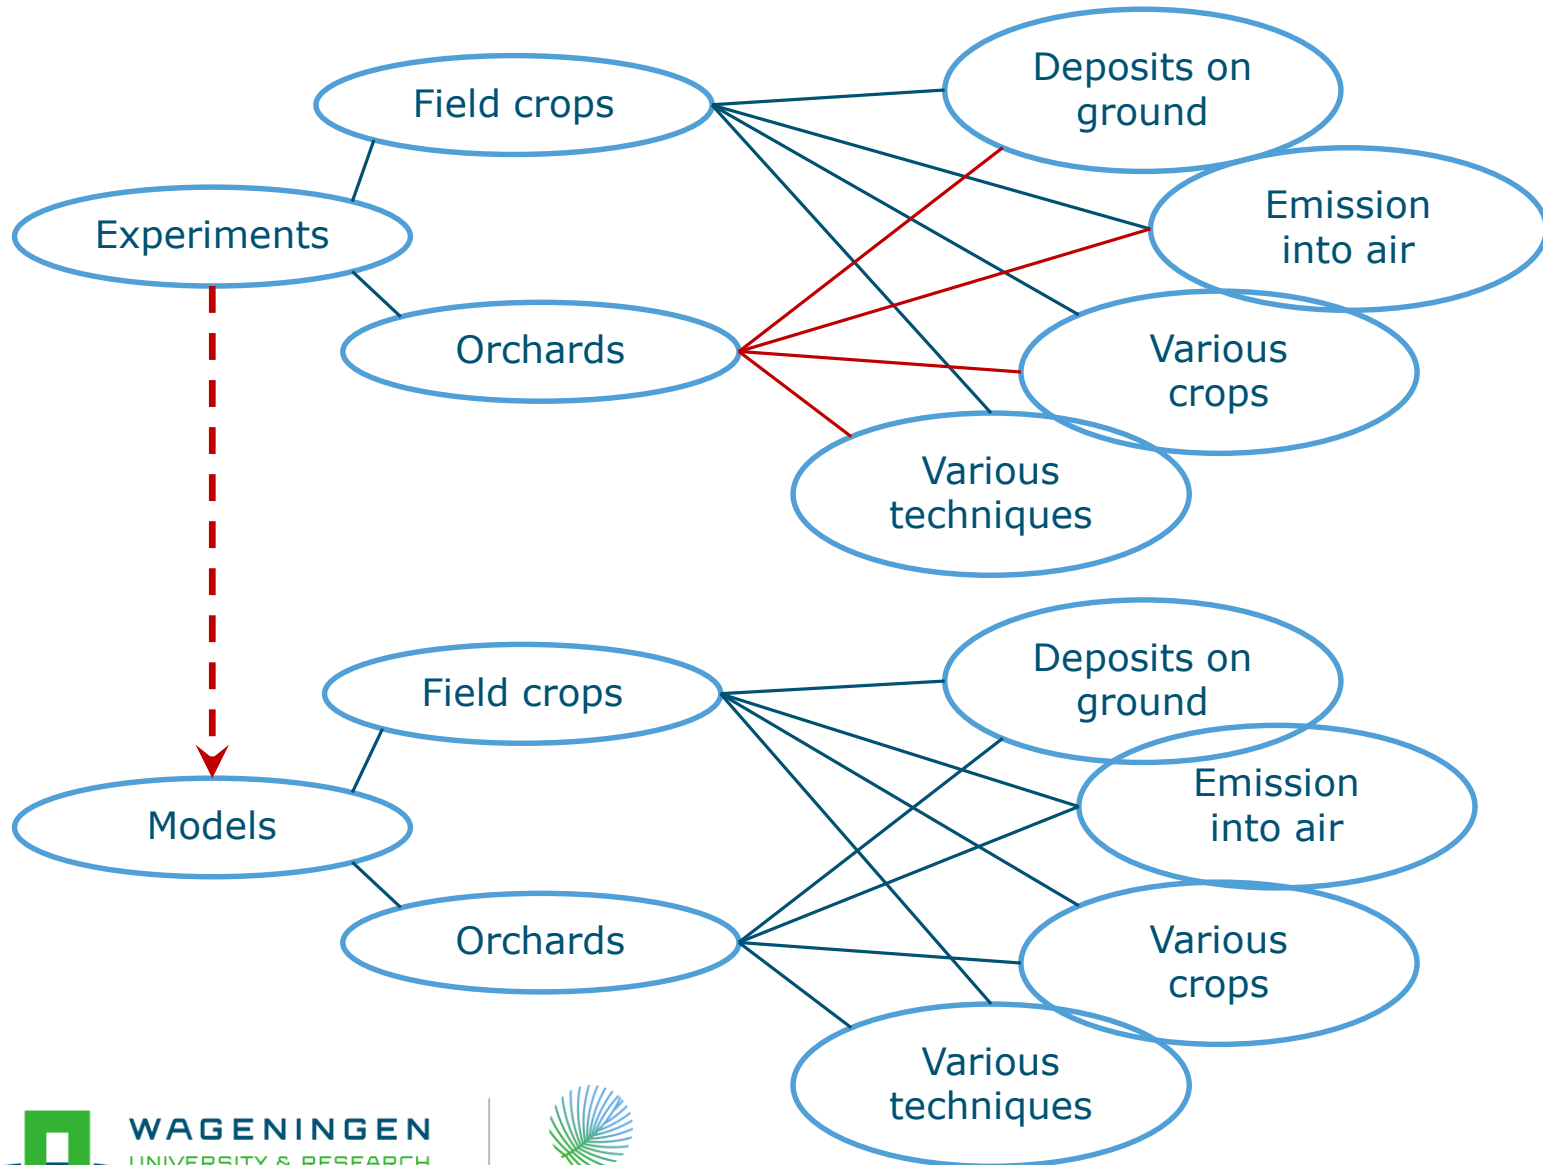 Deposits on
ground
Field crops
Emission
into air
Experiments
Orchards
Various
crops
Various
techniques
Deposits on
ground
Field crops
Emission
into air
Models
Orchards
Various
crops
Various
techniques
WAGENINGEN
UNIVERSITY & RESEARCH